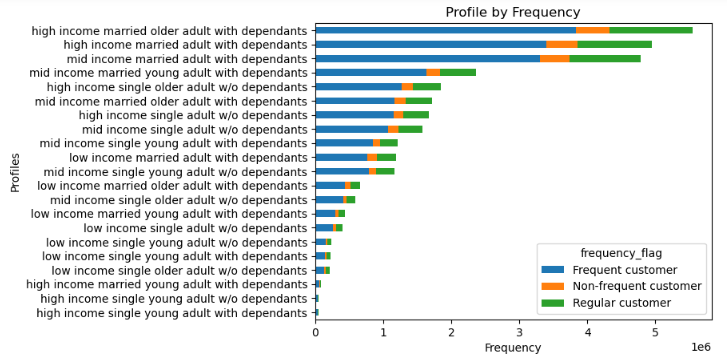 Profile by Frequency
Profiles
high income married older adult with dependants
high income married adult with dependants
mid income married adult with dependants
mid income married young adult with dependants
high income single older adult w/o dependants
mid income married older adult with dependants
high income single adult w/o dependants
mid income single adult w/o dependants
mid income single young adult with dependants
low income married adult with dependants
mid income single young adult w/o dependants
low income married older adult with dependants
mid income single older adult w/o dependants
low income married young adult with dependants
low income single adult w/o dependants
low income single young adult w/o dependants
low income single young adult with dependants
low income single older adult w/o dependants
high income married young adult with dependants
high income single young adult w/o dependants
high income single young adult with dependants
frequency_flag
Frequent customer
Non-frequent customer
Regular customer
0 1 2 3 4 5
1e6
Frequency